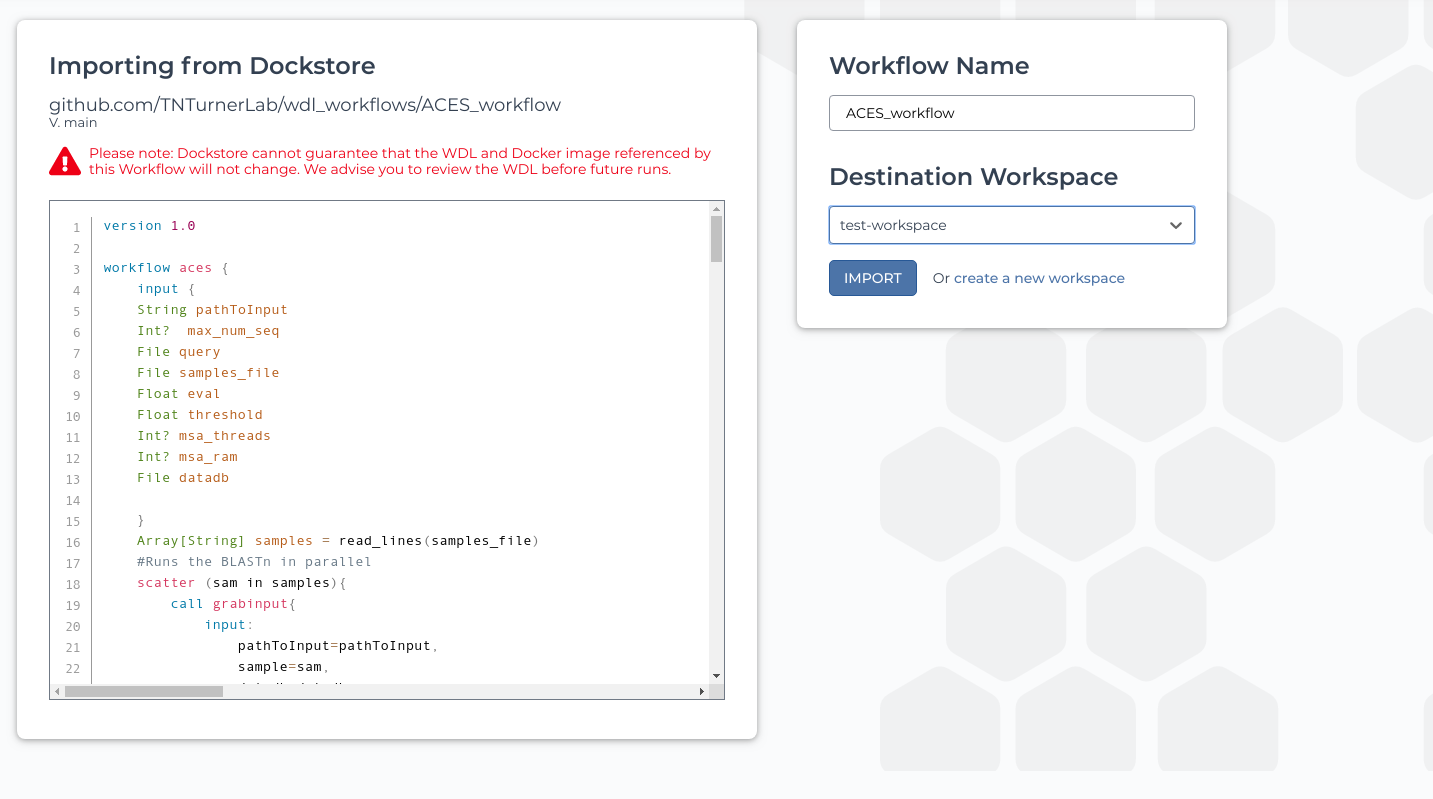 Importing from Dockstore
github.com/TNTurnerLab/wdl_workflows/ACES_workflow
V. main
Please note: Dockstore cannot guarantee that the WDL and Docker image referenced by
this Workflow will not change. We advise you to review the WDL before future runs.
1 version 1.0
2
3 workflow aces {
4     input {
5     String pathToInput
6     Int?  max_num_seq
7     File query
8     File samples_file
9     Float eval
10     Float threshold
11     Int? msa_threads
12     Int? msa_ram
13     File datadb
14
15     }
16     Array[String] samples = read_lines(samples_file)
17     #Runs the BLASTn in parallel
18     scatter (sam in samples){
19         call grabinput{
20             input:
21                 pathToInput=pathToInput,
22                 sample=sam,
Workflow Name
ACES_workflow
Destination Workspace
test-workspace
IMPORT Or create a new workspace